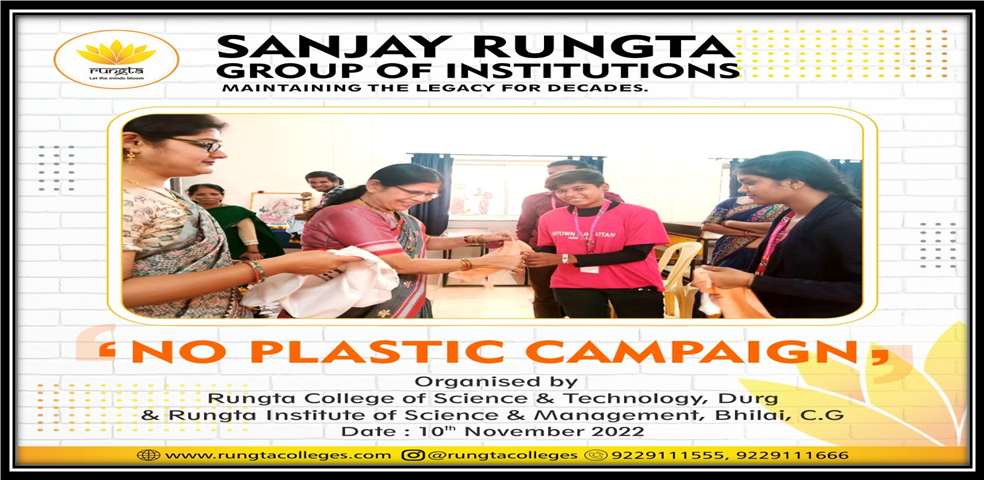 rungta
Let the minds bloom
SANJAY RUNGTA
GROUP OF INSTITUTIONS
MAINTAINING THE LEGACY FOR DECADES.
'NO PLASTIC CAMPAIGN'
Organised by
Rungta College of Science & Technology, Durg
& Rungta Institute of Science & Management, Bhilai, C.G
Date : 10th November 2022
www.rungtacolleges.com @rungtacolleges 9229111555, 9229111666